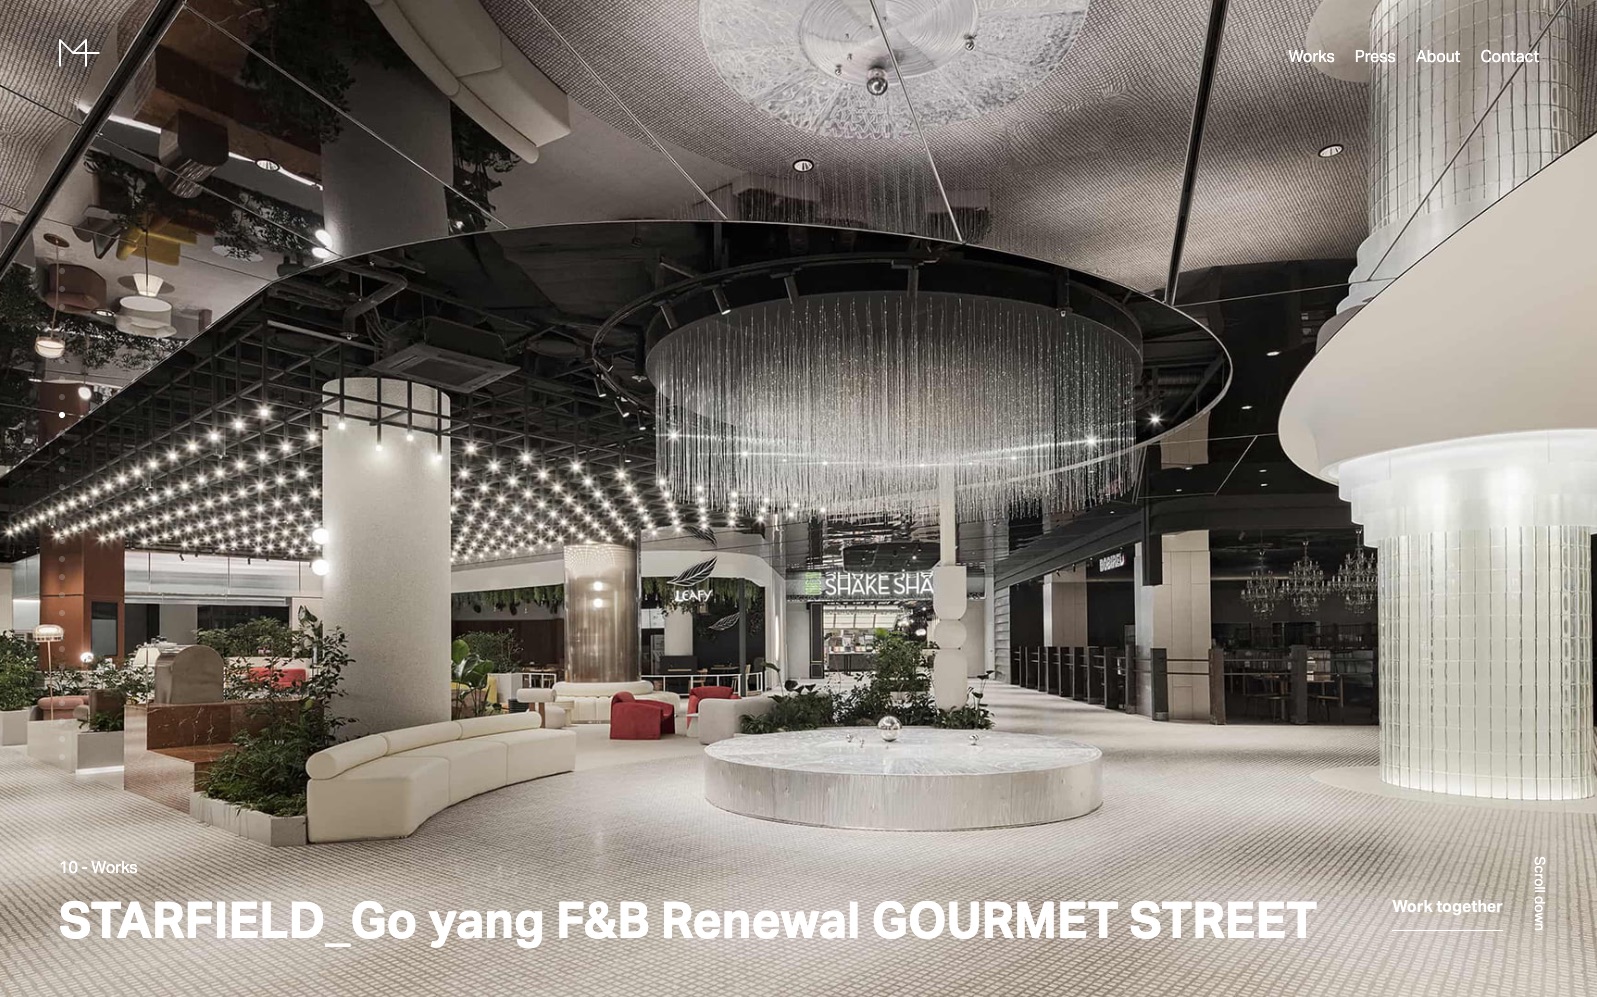 Works Press About Contact
LEAFY
SHAKE SHA
10 - Works
STARFIELD_Go yang F&B Renewal GOURMET STREET
Work together
Scroll down